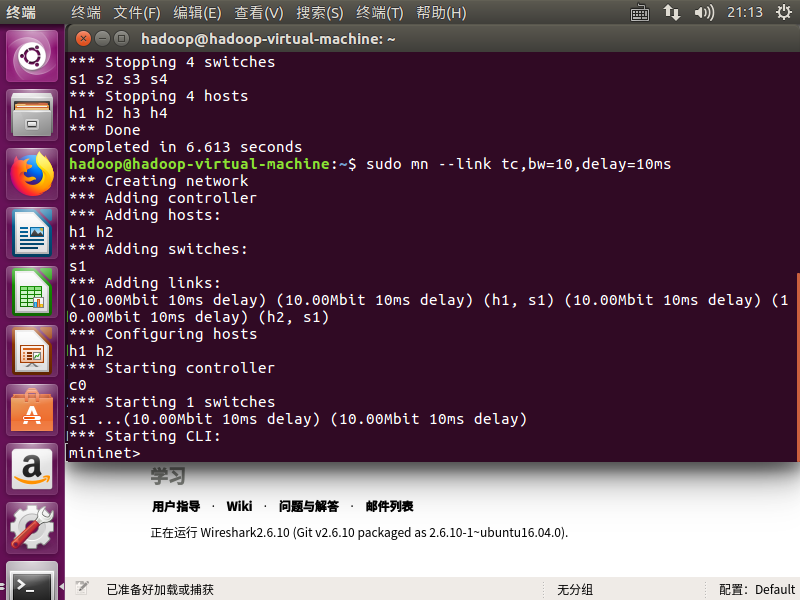 终端 终端 文件(F) 编辑(E) 查看(V) 搜索(S) 终端(T) 帮助(H) 21:13
hadoop@hadoop-virtual-machine: ~
*** Stopping 4 switches
s1 s2 s3 s4
*** Stopping 4 hosts
h1 h2 h3 h4
*** Done
completed in 6.613 seconds
hadoop@hadoop-virtual-machine:~$ sudo mn --link tc,bw=10,delay=10ms
*** Creating network
*** Adding controller
*** Adding hosts:
h1 h2
*** Adding switches:
s1
*** Adding links:
(10.00Mbit 10ms delay) (10.00Mbit 10ms delay) (h1, s1) (10.00Mbit 10ms delay) (1
0.00Mbit 10ms delay) (h2, s1)
*** Configuring hosts
h1 h2
*** Starting controller
c0
*** Starting 1 switches
s1 ...(10.00Mbit 10ms delay) (10.00Mbit 10ms delay)
*** Starting CLI:
mininet>
学习
用户指导 · Wiki · 问题与解答 · 邮件列表
正在运行 Wireshark2.6.10 (Git v2.6.10 packaged as 2.6.10-1~ubuntu16.04.0).
已准备好加载或捕获 无分组 配置：Default